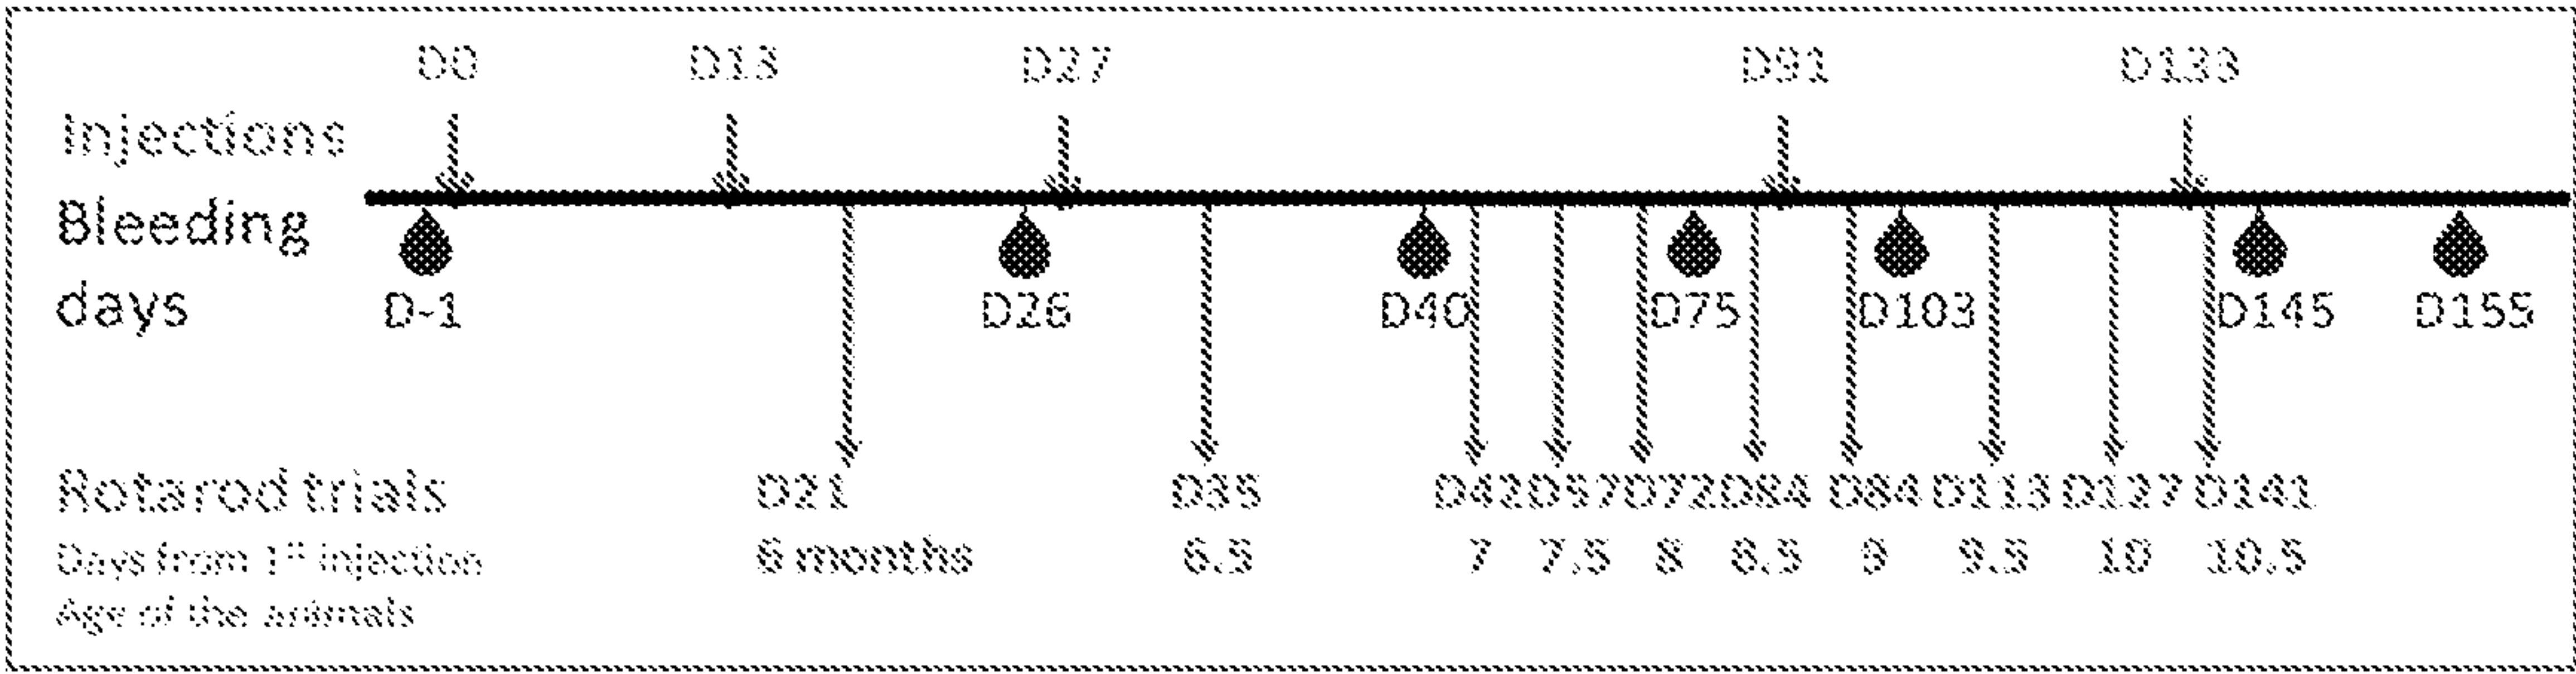 D0 D13 D27 D91 D133
Injections
Bleeding
days
D-1 D26 D40 D75 D103 D145 D155
Rotarod trials D21 D35 D42 D57 D72 D84 D84 D113 D127 D141
Days from 1st injection 6 months 6.5 7 7.5 8 8.5 9 9.5 10 10.5
Age of the animals